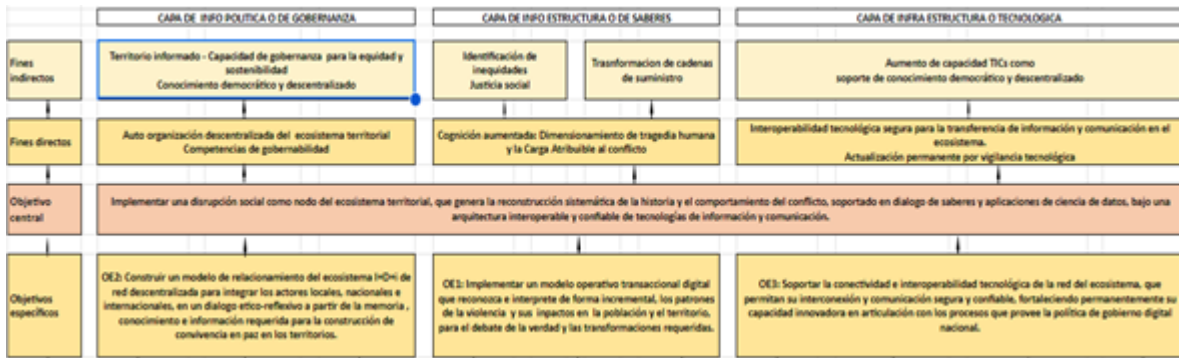 CAPA DE INFO POLITICA O DE GOBERNANZA
CAPA DE INFO ESTRUCTURA O DE SABERES
CAPA DE INFRA ESTRUCTURA O TECNOLOGICA
Fines
indirectos
Territorio informado - Capacidad de gobernanza para la equidad y
sostenibilidad
Conocimiento democrático y descentralizado
Identificación de
inequidades
Justicia social
Trasnformacion de cadenas
de suministro
Aumento de capacidad TICs como
soporte de conocimiento democrático y descentralizado
Fines directos
Auto organización descentralizada del ecosistema territorial
Competencias de gobernabilidad
Cognición aumentada: Dimensionamiento de tragedia humana
y la Carga Atribuible al conflicto
Interoperabilidad tecnológica segura para la transferencia de información y comunicación en el
ecosistema.
Actualización permanente por vigilancia tecnológica
Objetivo
central
Implementar una disrupción social como nodo del ecosistema territorial, que genera la reconstrucción sistemática de la historia y el comportamiento del conflicto, soportado en dialogo de saberes y aplicaciones de ciencia de datos, bajo una
arquitectura interoperable y confiable de tecnologías de información y comunicación.
Objetivos
específicos
OE2: Construir un modelo de relacionamiento del ecosistema I+D+i de
red descentralizada para integrar los actores locales, nacionales e
internacionales, en un dialogo etico-reflexivo a partir de la memoria ,
conocimiento e información requerida para la construcción de
convivencia en paz en los territorios.
OE1: Implementar un modelo operativo transaccional digital
que reconozca e interprete de forma incremental, los patrones
de la violencia y sus impactos en la población y el territorio,
para el debate de la verdad y las transformaciones requeridas.
OE3: Soportar la conectividad e interoperabilidad tecnológica de la red del ecosistema, que
permitan su interconexión y comunicación segura y confiable, fortaleciendo permanentemente su
capacidad innovadora en articulación con los procesos que provee la política de gobierno digital
nacional.